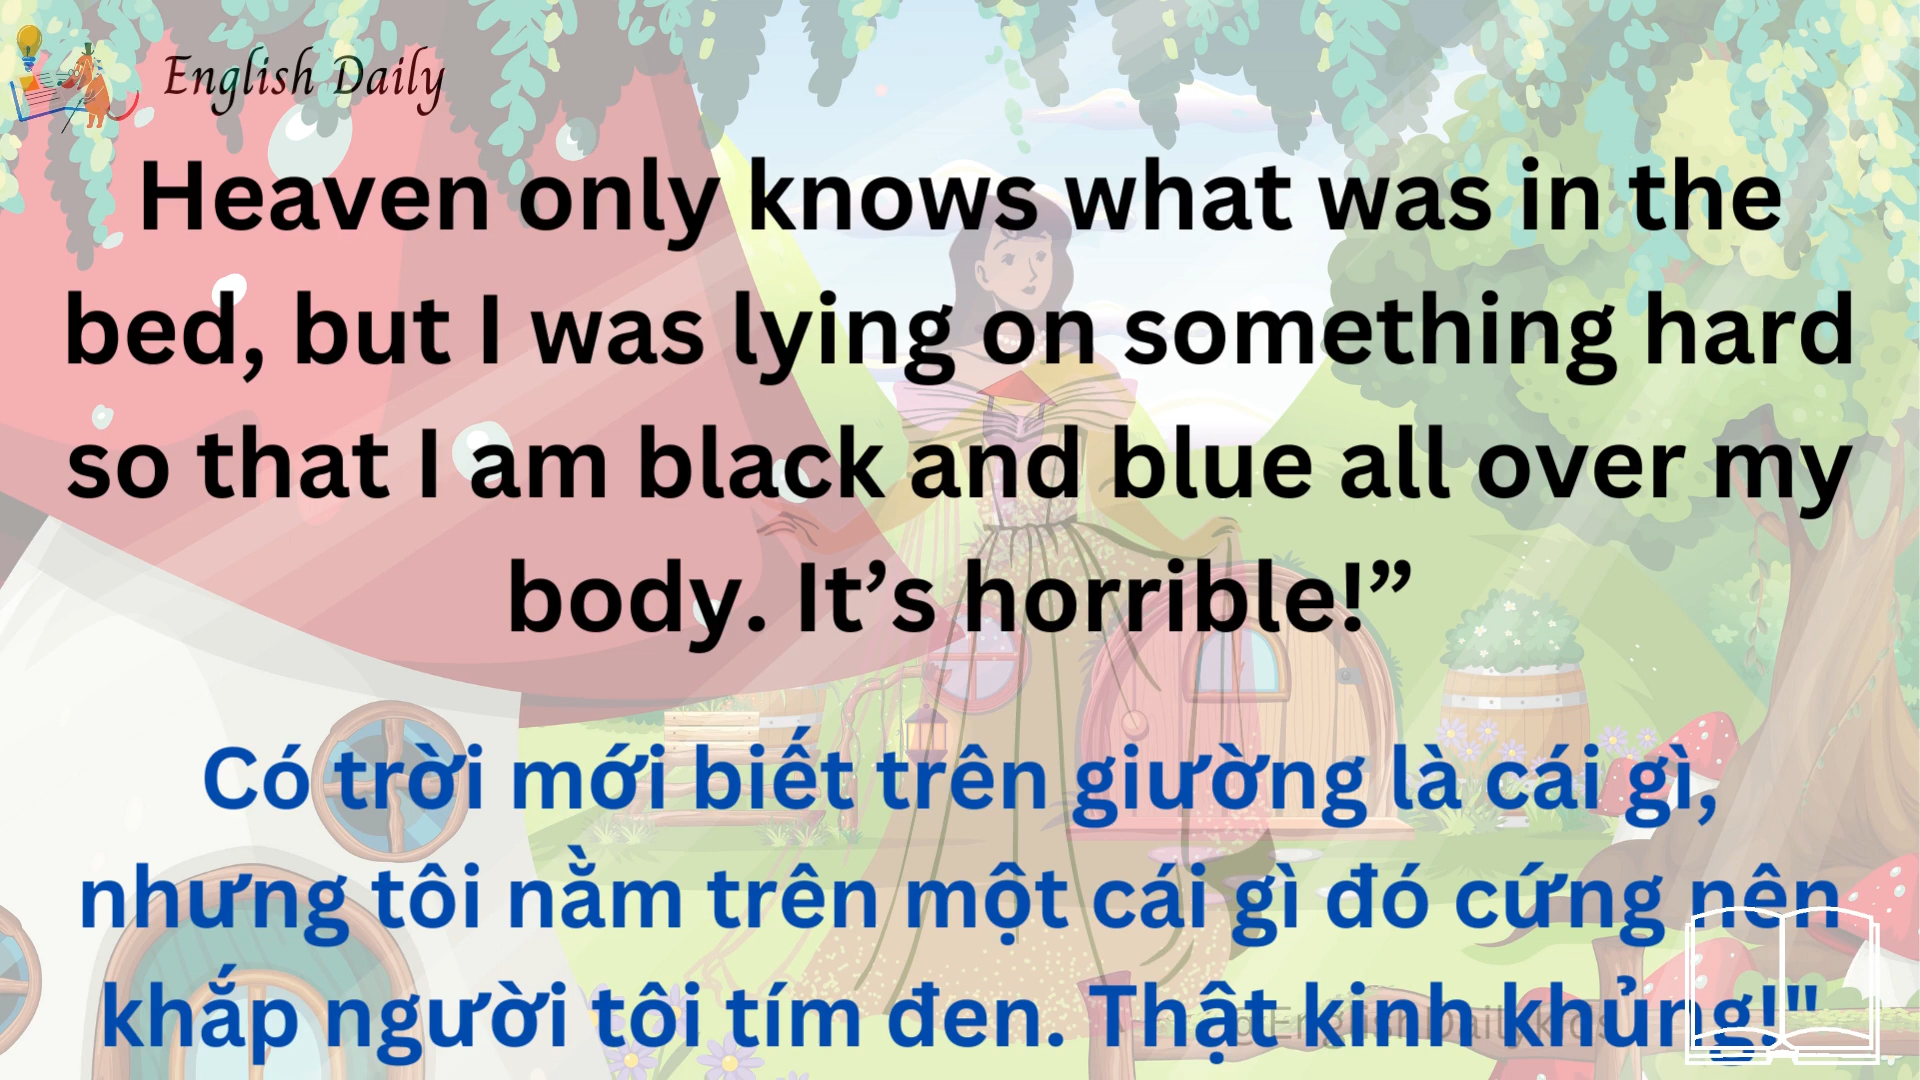 English Daily
Heaven only knows what was in the
bed, but I was lying on something hard
so that I am black and blue all over my
body. It’s horrible!”
Có trời mới biết trên giường là cái gì,
nhưng tôi nằm trên một cái gì đó cứng nên
khắp người tôi tím đen. Thật kinh khủng!"